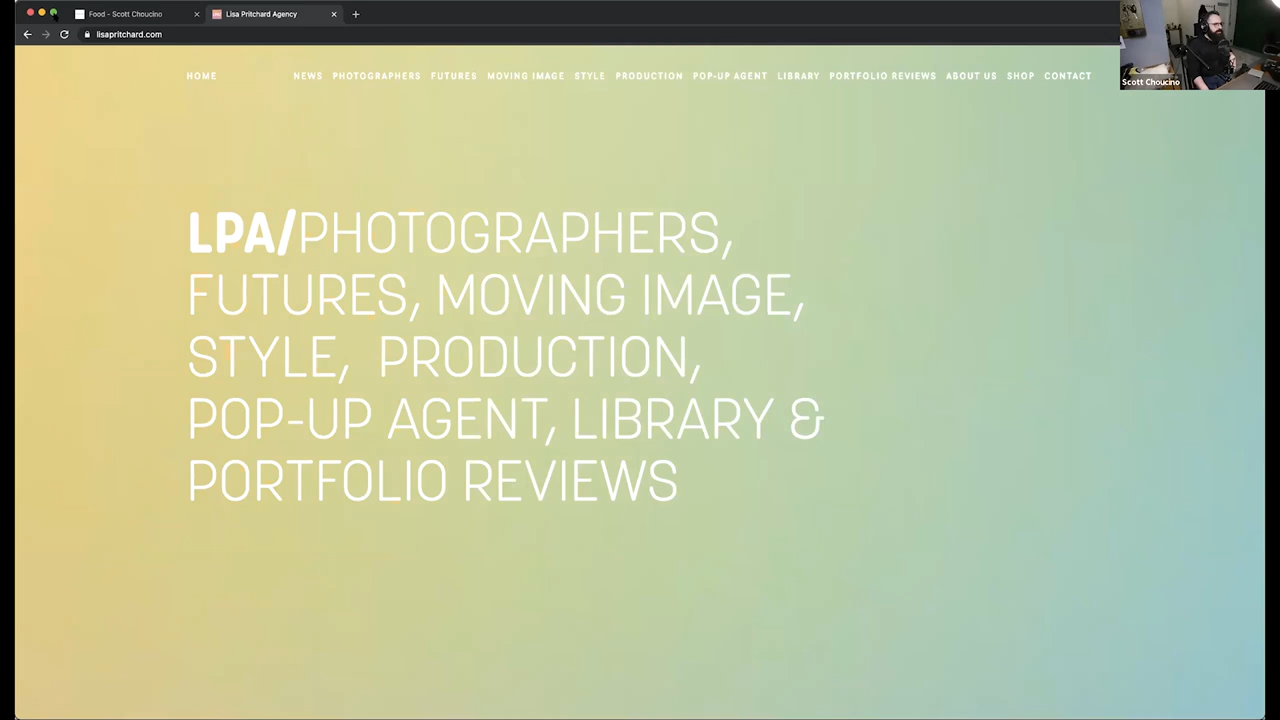 Food - Scott Choucino
Lisa Pritchard Agency
lisapritchard.com
HOME NEWS PHOTOGRAPHERS FUTURES MOVING IMAGE STYLE PRODUCTION POP-UP AGENT LIBRARY PORTFOLIO REVIEWS ABOUT US SHOP CONTACT
Scott Choucino
LPA/PHOTOGRAPHERS,
FUTURES, MOVING IMAGE,
STYLE, PRODUCTION,
POP-UP AGENT, LIBRARY &
PORTFOLIO REVIEWS